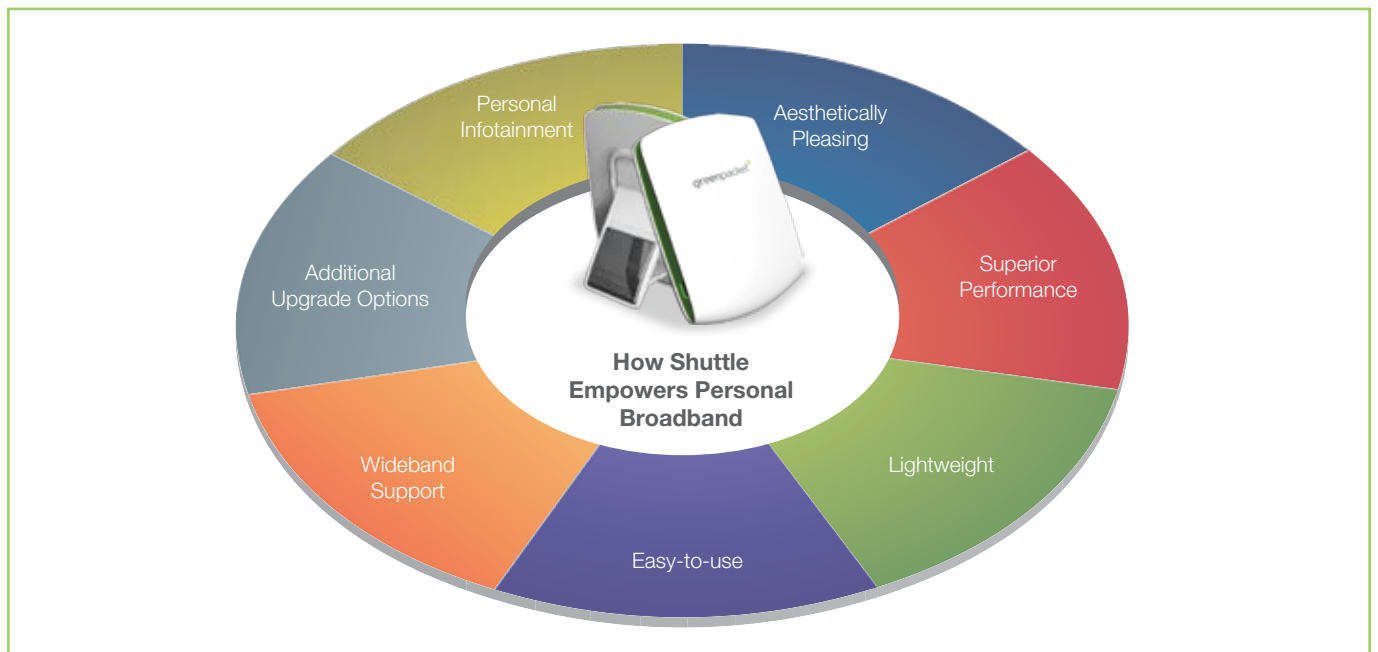 Personal
Infotainment
Aesthetically
Pleasing
greenpacket
Additional
Upgrade Options
Superior
Performance
How Shuttle
Empowers Personal
Broadband
Wideband
Support
Lightweight
Easy-to-use